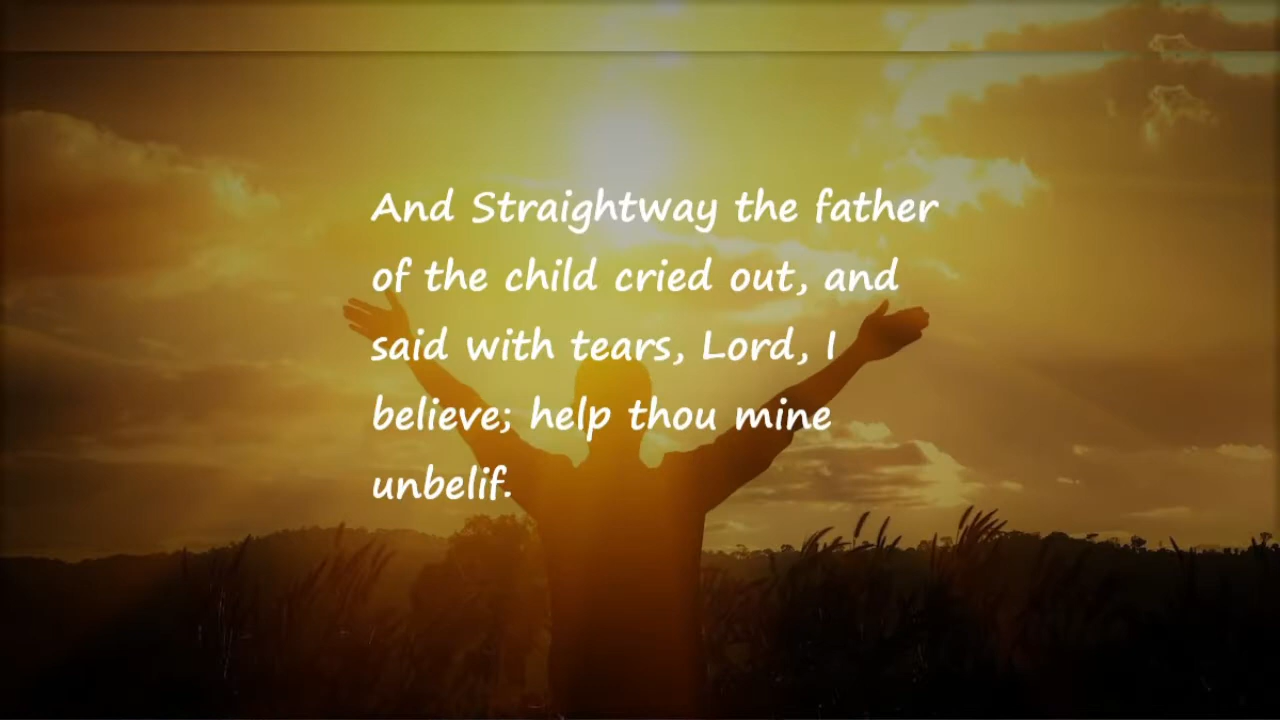 And Straightway the father
of the child cried out, and
said with tears, Lord, I
believe; help thou mine
unbelif.